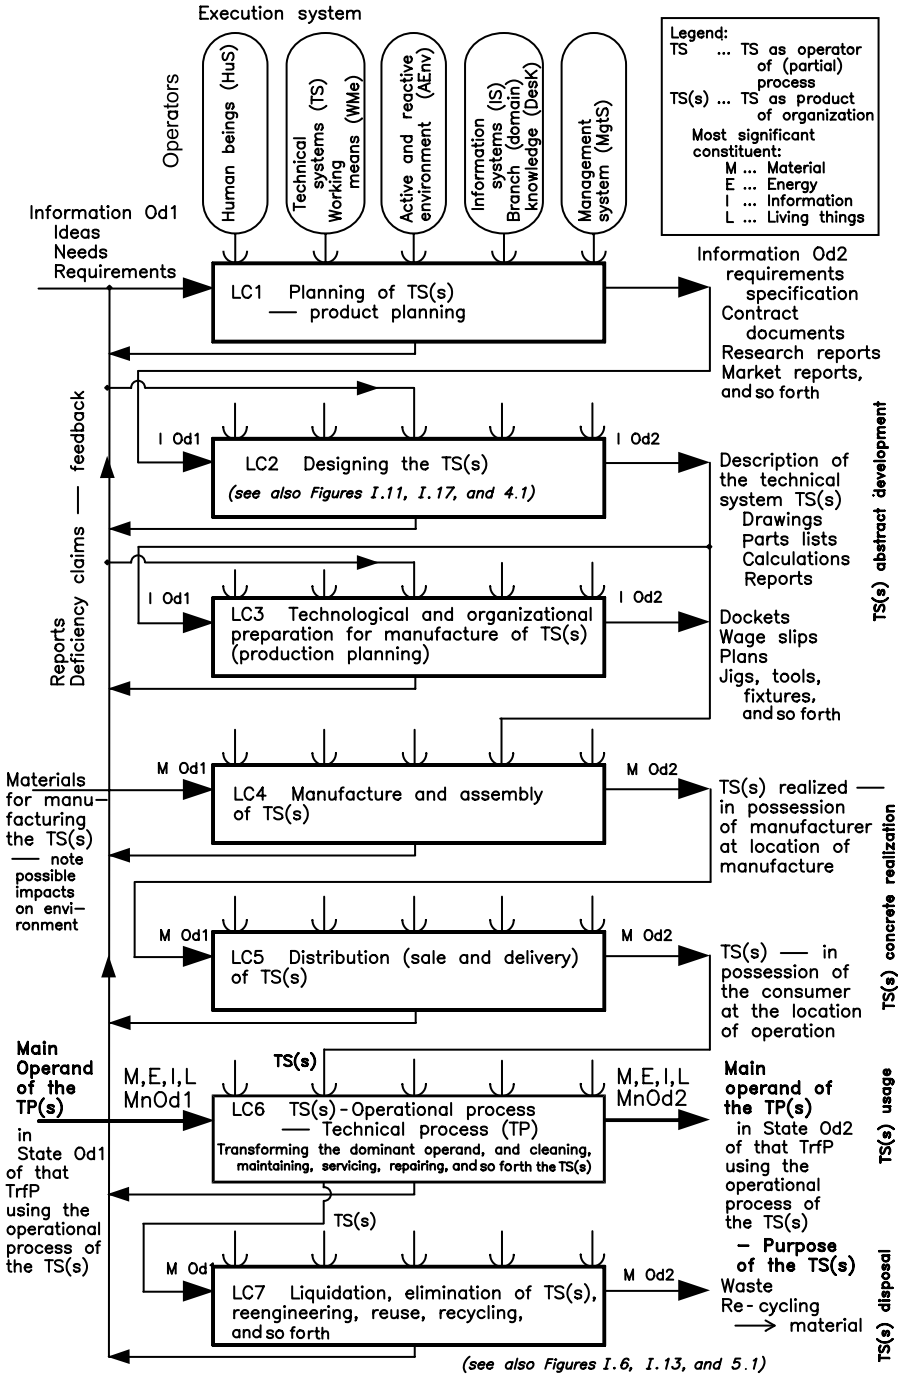 Execution system
Operators
Human beings (HuS)
Technical
systems (TS)
Working
means (WMe)
Active and reactive
environment (AEnv)
Information
systems (IS)
Branch (domain)
knowledge (DesK)
Management
system (MgtS)
Legend:
TS ... TS as operator
of (partial)
process
TS(s) ... TS as product
of organization
Most significant
constituent:
M ... Material
E ... Energy
I ... Information
L ... Living things
Information Od1
Ideas
Needs
Requirements
LC1 Planning of TS(s)
— product planning
Information Od2
requirements
specification
Contract
documents
Research reports
Market reports,
and so forth
Reports
Deficiency claims — feedback
I Od1
LC2 Designing the TS(s)
(see also Figures I.11, I.17, and 4.1)
I Od2
Description of
the technical
system TS(s)
Drawings
Parts lists
Calculations
Reports
TS(s) abstract development
I Od1
LC3 Technological and organizational
preparation for manufacture of TS(s)
(production planning)
I Od2
Dockets
Wage slips
Plans
Jigs, tools,
fixtures,
and so forth
Materials
for manu-
facturing
the TS(s)
— note
possible
impacts
on envi-
ronment
M Od1
LC4 Manufacture and assembly
of TS(s)
M Od2
TS(s) realized —
in possession
of manufacturer
at location of
manufacture
TS(s) concrete realization
M Od1
LC5 Distribution (sale and delivery)
of TS(s)
M Od2
TS(s) — in
possession of
the consumer
at the location
of operation
TS(s)
Main
Operand
of the
TP(s)
in
State Od1
of that
TrfP
using the
operational
process of
the TS(s)
M,E,I,L
MnOd1
LC6 TS(s)-Operational process
— Technical process (TP)
Transforming the dominant operand, and cleaning,
maintaining, servicing, repairing, and so forth the TS(s)
M,E,I,L
MnOd2
Main
operand of
the TP(s)
in State Od2
of that TrfP
using the
operational
process of
the TS(s)
— Purpose
of the TS(s)
TS(s) usage
TS(s)
M Od1
LC7 Liquidation, elimination of TS(s),
reengineering, reuse, recycling,
and so forth
M Od2
Waste
Re-cycling
→ material
TS(s) disposal
(see also Figures I.6, I.13, and 5.1)